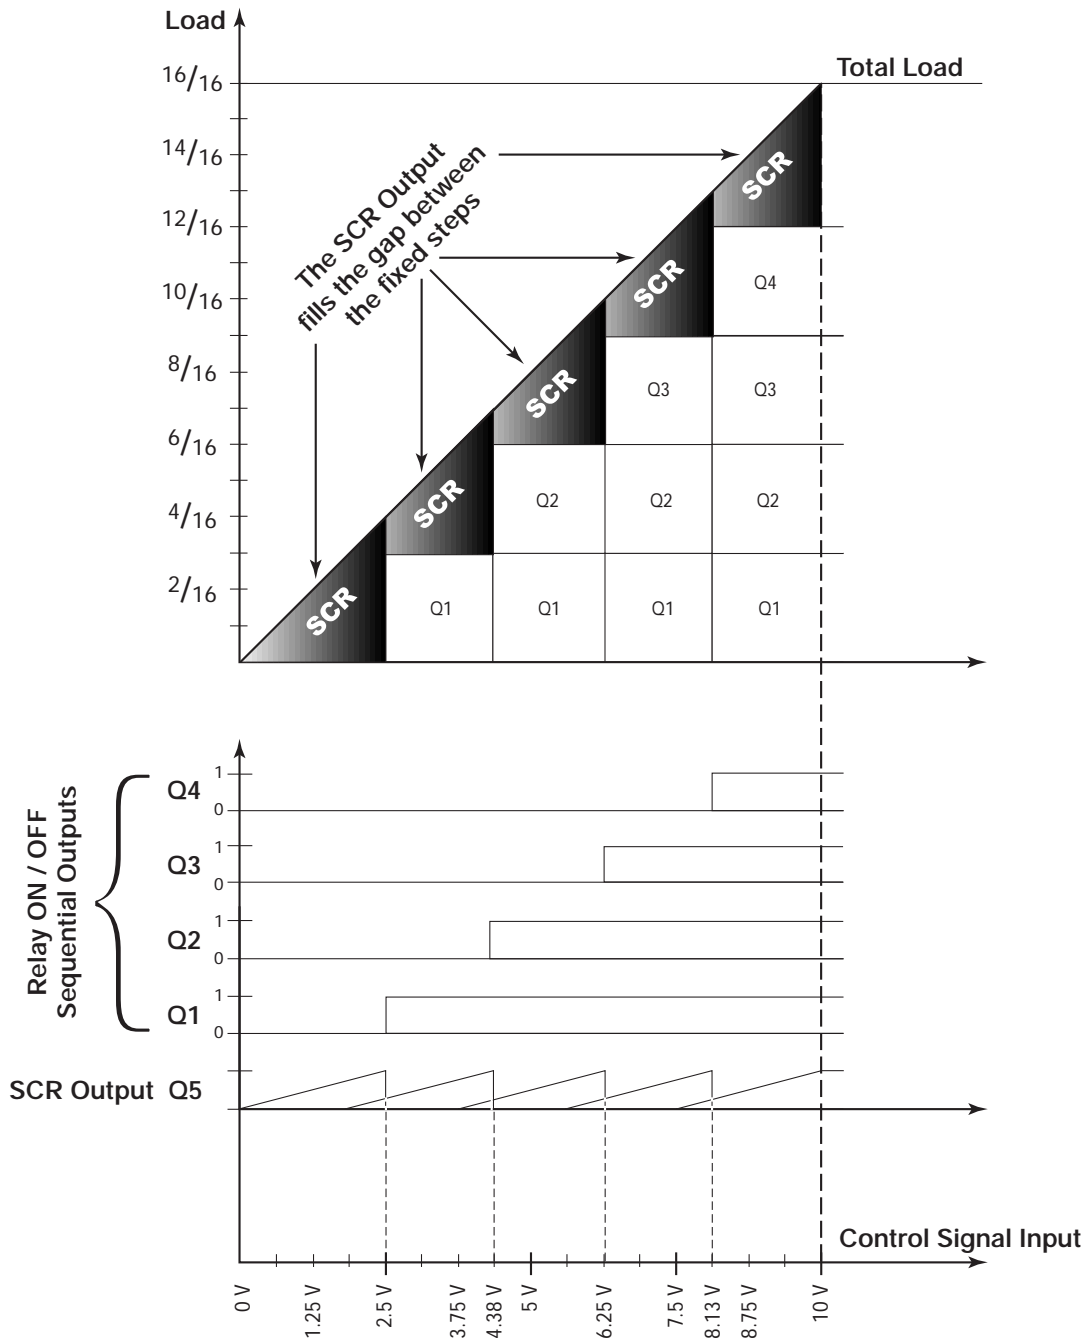 Load
16/16
Total Load
14/16
12/16
10/16
8/16
6/16
4/16
2/16
The SCR Output
fills the gap between
the fixed steps
SCR
SCR
Q4
SCR
Q3
Q3
SCR
Q2
Q2
Q2
SCR
Q1
Q1
Q1
Q1
Relay ON / OFF
Sequential Outputs
Q4
1
0
Q3
1
0
Q2
1
0
Q1
1
0
SCR Output Q5
Control Signal Input
0 V
1.25 V
2.5 V
3.75 V
4.38 V
5 V
6.25 V
7.5 V
8.13 V
8.75 V
10 V